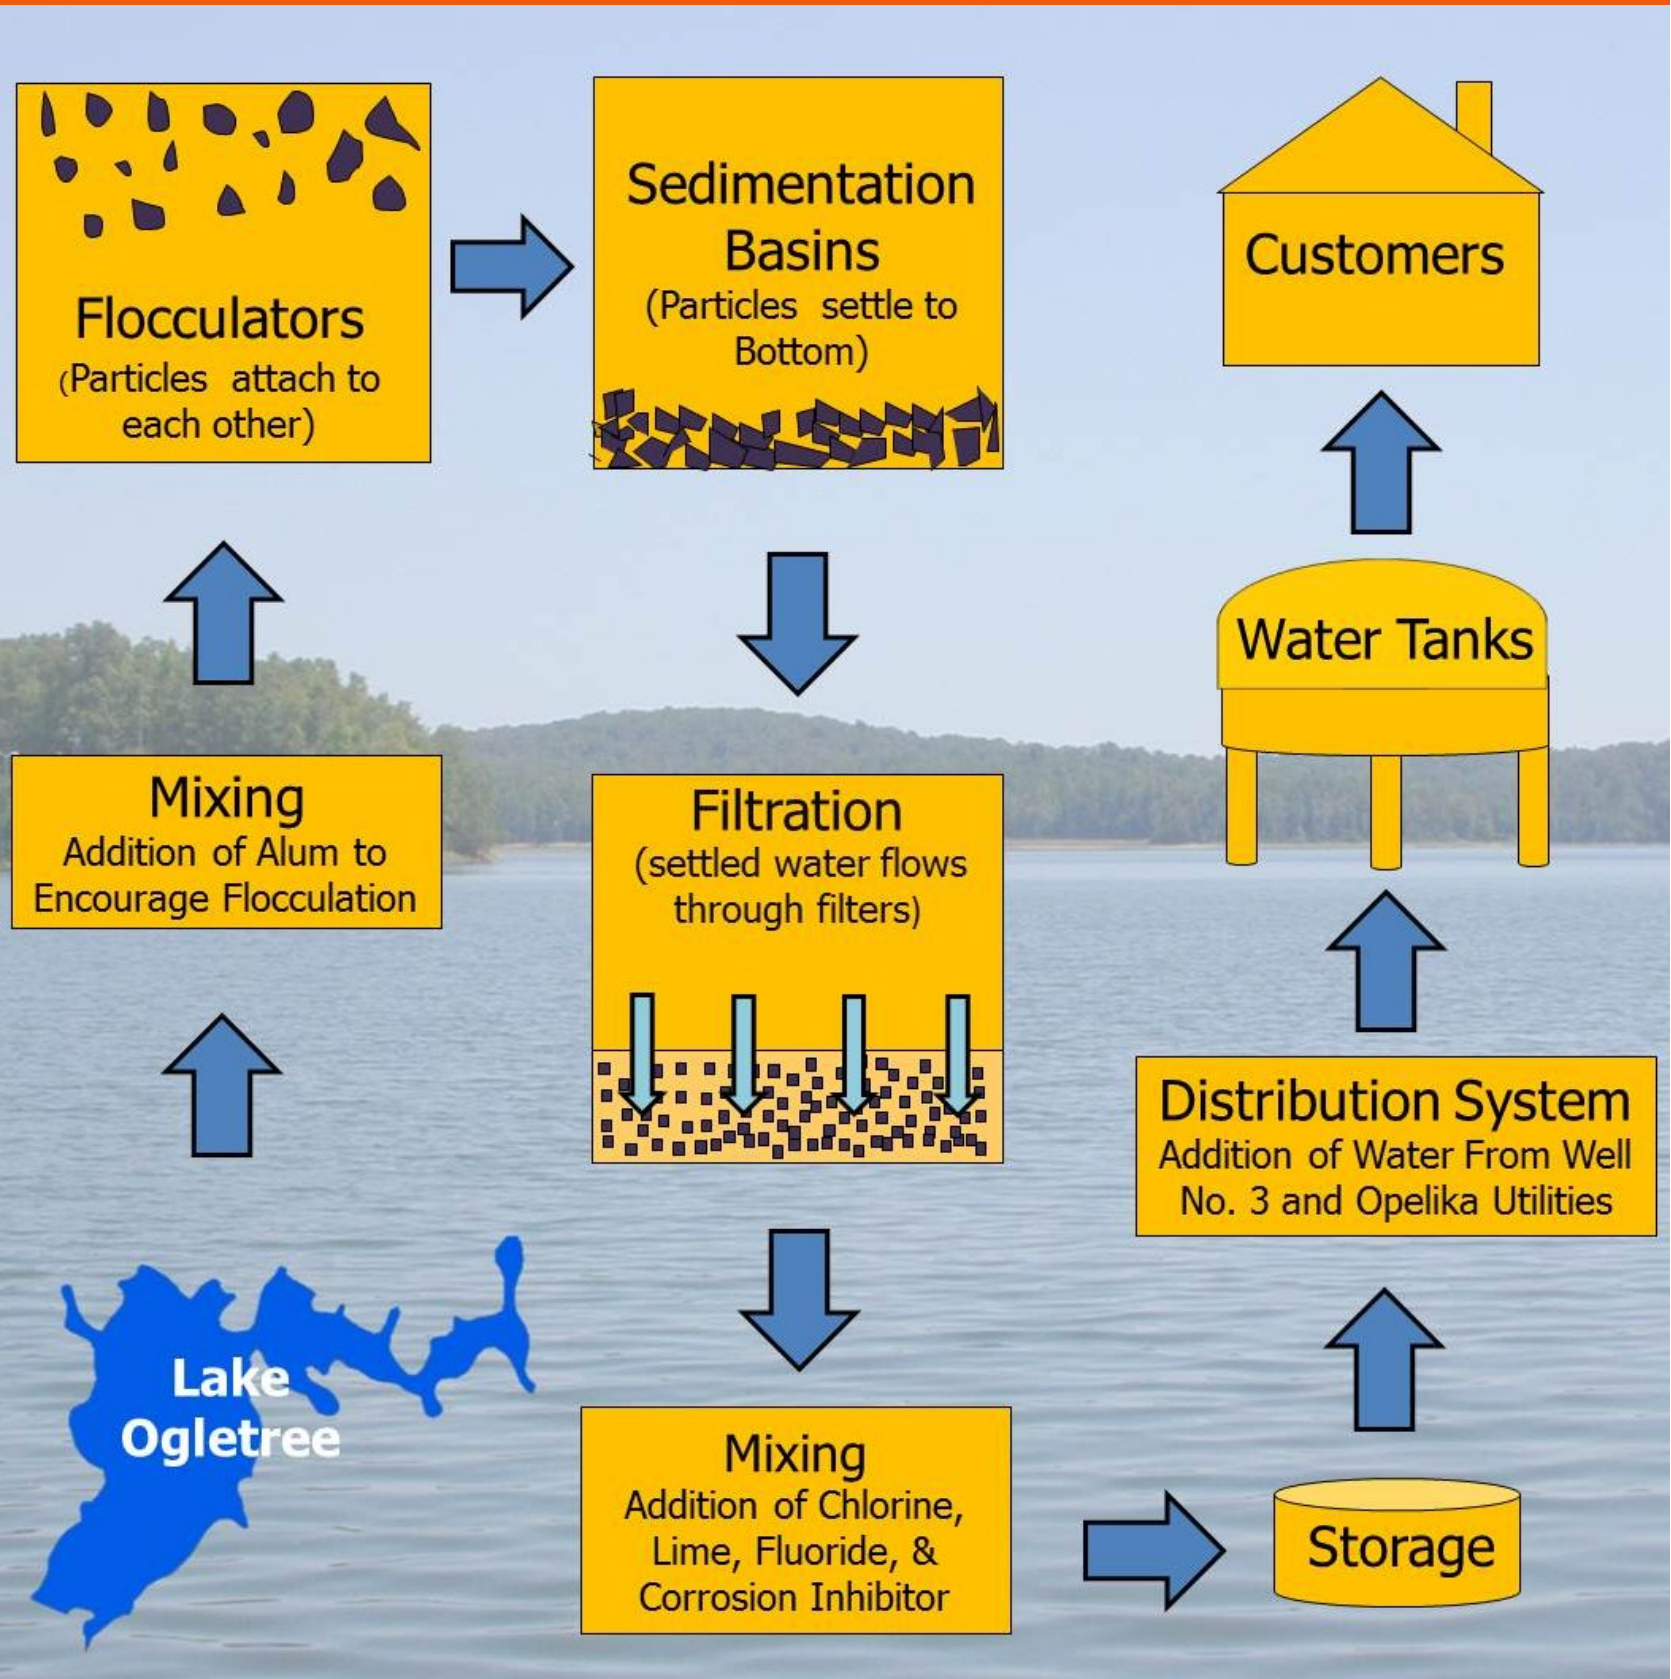 Flocculators
(Particles attach to
each other)
Sedimentation
Basins
(Particles settle to
Bottom)
Customers
Water Tanks
Mixing
Addition of Alum to
Encourage Flocculation
Filtration
(settled water flows
through filters)
Distribution System
Addition of Water From Well
No. 3 and Opelika Utilities
Lake
Ogletree
Mixing
Addition of Chlorine,
Lime, Fluoride, &
Corrosion Inhibitor
Storage